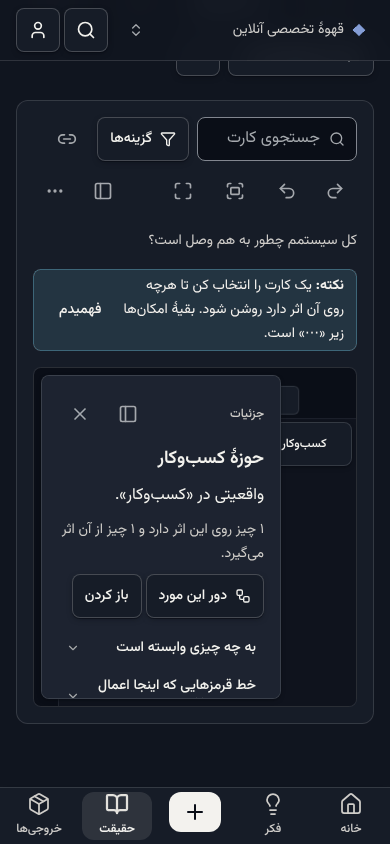 قهوهٔ تخصصی آنلاین
جستجوی کارت
گزینه‌ها
کل سیستمم چطور به هم وصل است؟
نکته: یک کارت را انتخاب کن تا هرچه
روی آن اثر دارد روشن شود. بقیهٔ امکان‌ها
زیر «⋯» است.
فهمیدم
جزئیات
حوزهٔ کسب‌وکار
واقعیتی در «کسب‌وکار».
۱ چیز روی این اثر دارد و ۱ چیز از آن اثر
می‌گیرد.
دور این مورد
باز کردن
به چه چیزی وابسته است
خط قرمزهایی که اینجا اعمال
کسب‌وکار
خانه
فکر
حقیقت
خروجی‌ها